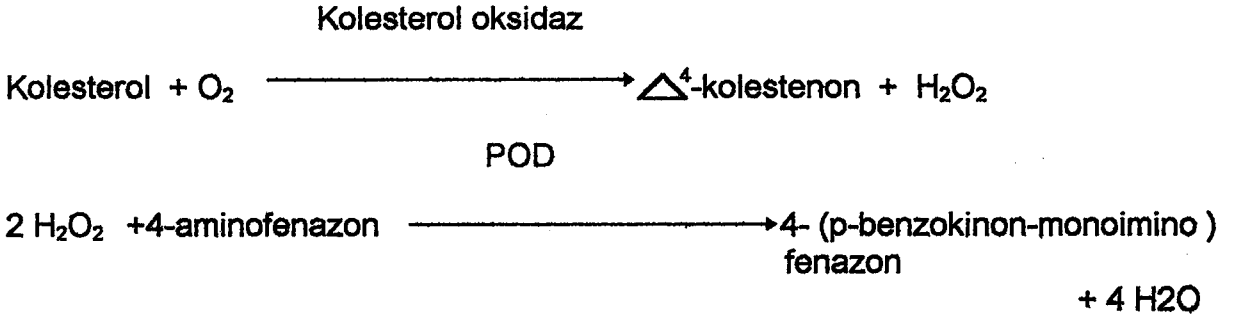 Kolesterol oksidaz
Kolesterol + O₂ → △⁴-kolestenon + H₂O₂
POD
2 H₂O₂ +4-aminofenazon → 4- (p-benzokinon-monoimino )
fenazon
+ 4 H2O